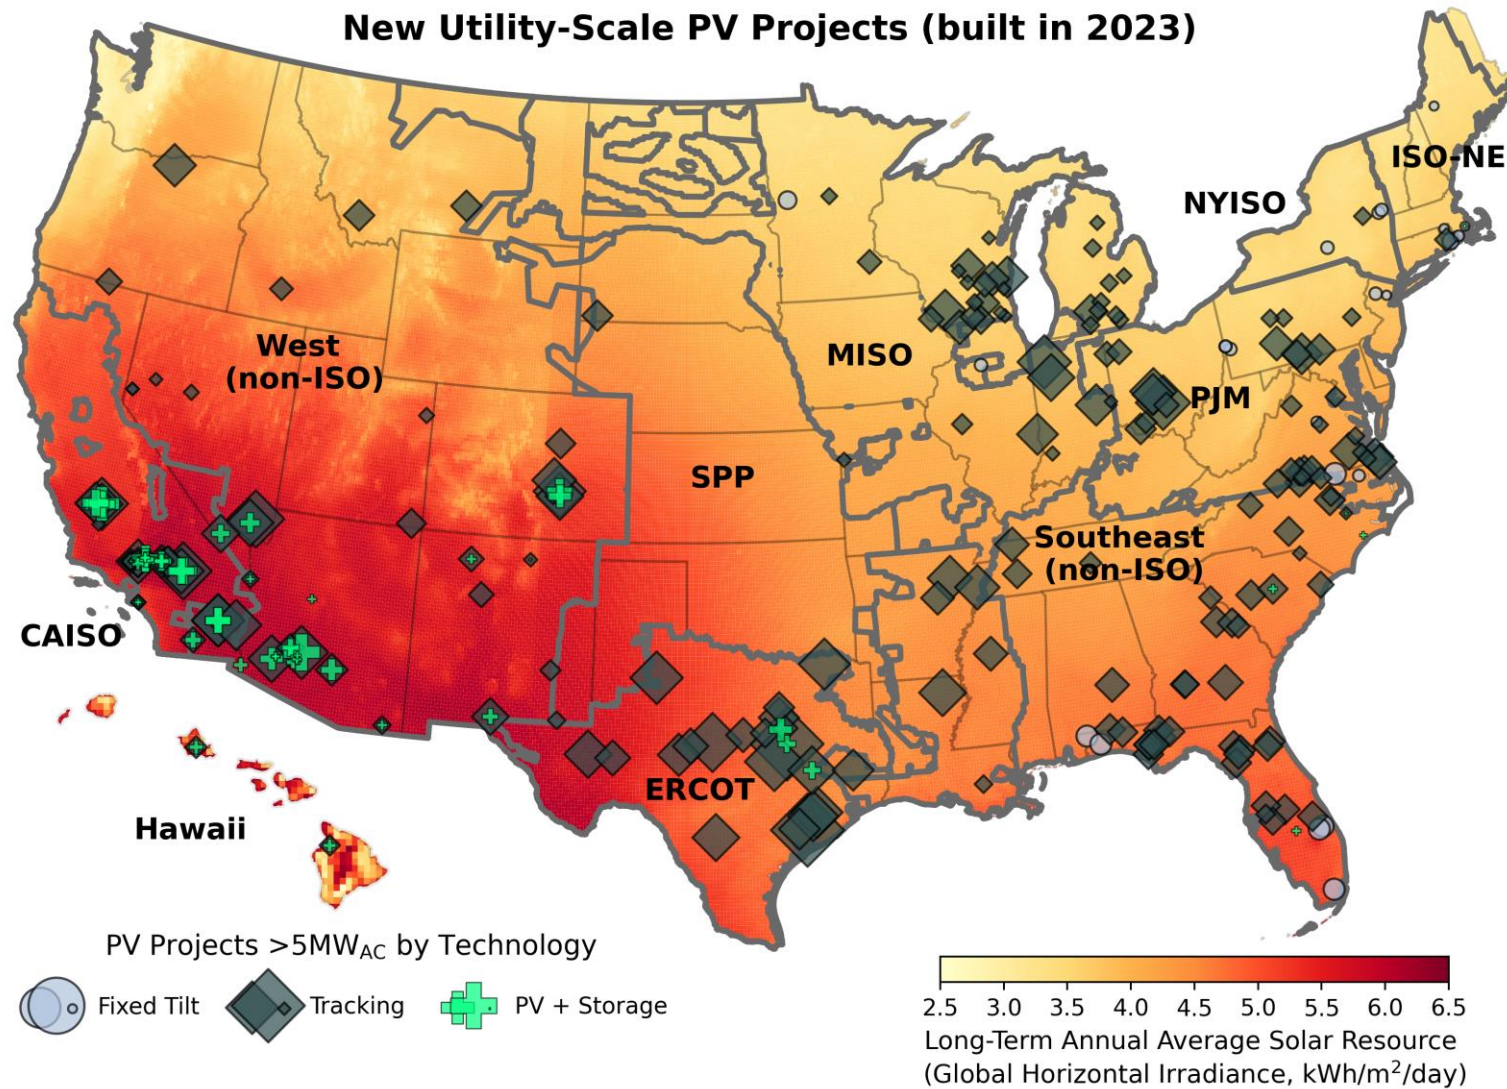 New Utility-Scale PV Projects (built in 2023)
ISO-NE
NYISO
West
(non-ISO)
MISO
PJM
SPP
Southeast
(non-ISO)
CAISO
ERCOT
Hawaii
PV Projects >5MW_AC by Technology
Fixed Tilt
Tracking
PV + Storage
2.5 3.0 3.5 4.0 4.5 5.0 5.5 6.0 6.5
Long-Term Annual Average Solar Resource
(Global Horizontal Irradiance, kWh/m²/day)